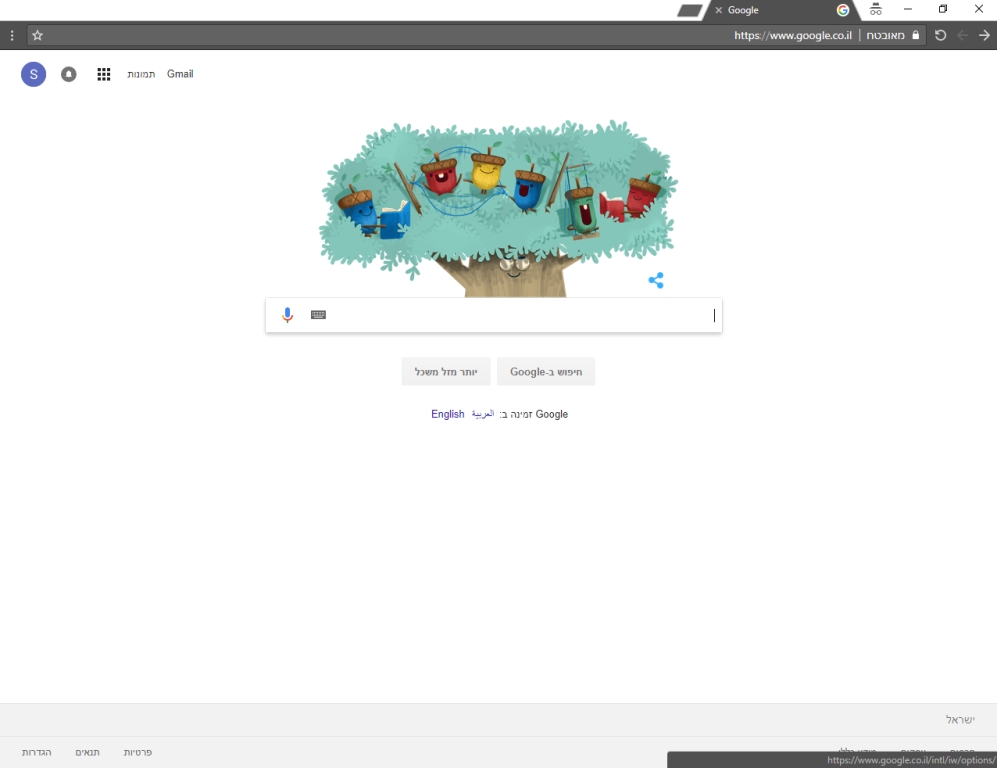 Google
https://www.google.co.il | מאובטח
S תמונות Gmail
חיפוש ב-Google
יותר מזל משכל
Google זמינה ב: العربية English
ישראל
פרטיות תנאים הגדרות
https://www.google.co.il/intl/iw/options/